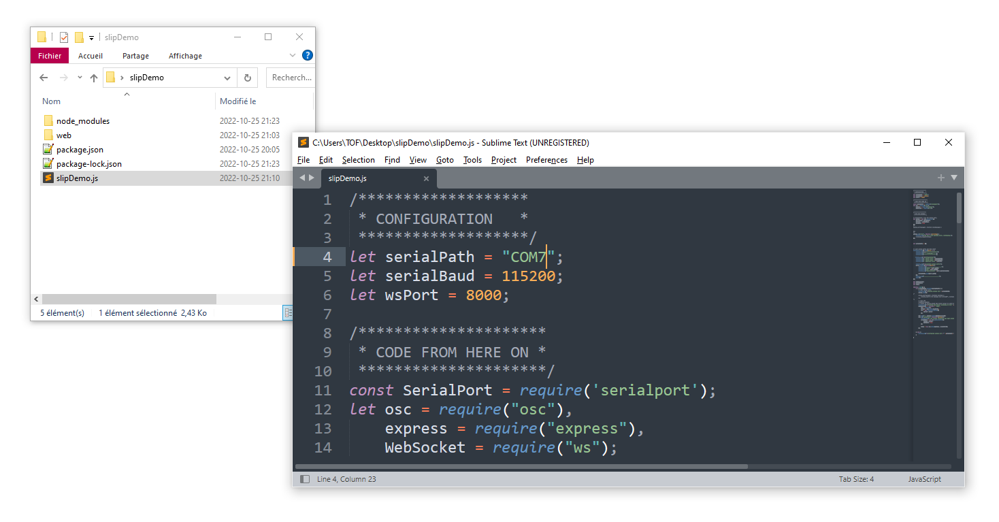 slipDemo
Fichier Accueil Partage Affichage
slipDemo Recherch...
Nom Modifié le
node_modules 2022-10-25 21:23
web 2022-10-25 21:03
package.json 2022-10-25 20:05
package-lock.json 2022-10-25 21:23
slipDemo.js 2022-10-25 21:10
5 élément(s) 1 élément sélectionné 2,43 Ko
C:\Users\TOF\Desktop\slipDemo\slipDemo.js - Sublime Text (UNREGISTERED)
File Edit Selection Find View Goto Tools Project Preferences Help
slipDemo.js
1 /*******************
2  * CONFIGURATION   *
3  *******************/
4 let serialPath = "COM7";
5 let serialBaud = 115200;
6 let wsPort = 8000;
7
8 /*********************
9  * CODE FROM HERE ON *
10  *********************/
11 const SerialPort = require('serialport');
12 let osc = require("osc"),
13     express = require("express"),
14     WebSocket = require("ws");
Line 4, Column 23 Tab Size: 4 JavaScript